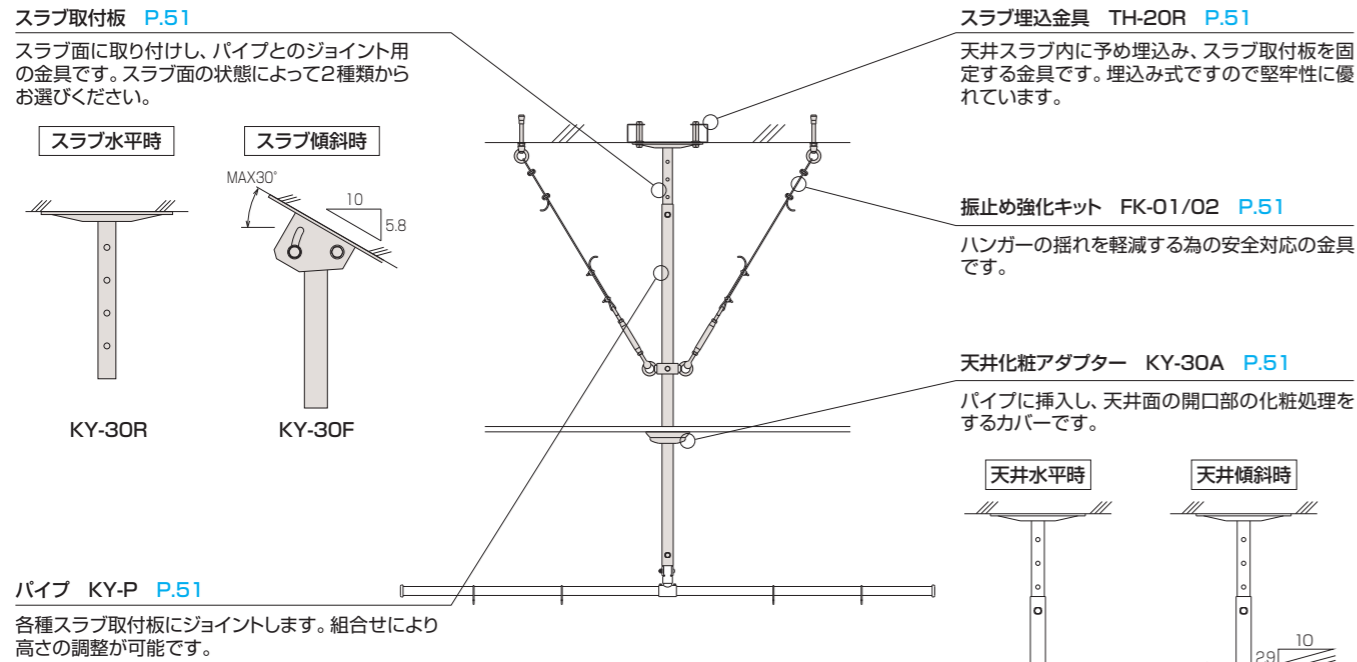 スラブ取付板 P.51
スラブ面に取り付けし、パイプとのジョイント用
の金具です。スラブ面の状態によって2種類から
お選びください。
スラブ水平時
スラブ傾斜時
MAX30°
10
5.8
KY-30R
KY-30F
パイプ KY-P P.51
各種スラブ取付板にジョイントします。組合せにより
高さの調整が可能です。
スラブ埋込金具 TH-20R P.51
天井スラブ内に予め埋込み、スラブ取付板を固
定する金具です。埋込み式ですので堅牢性に優
れています。
振止め強化キット FK-01/02 P.51
ハンガーの揺れを軽減する為の安全対応の金具
です。
天井化粧アダプター KY-30A P.51
パイプに挿入し、天井面の開口部の化粧処理を
するカバーです。
天井水平時
天井傾斜時
10
2.9